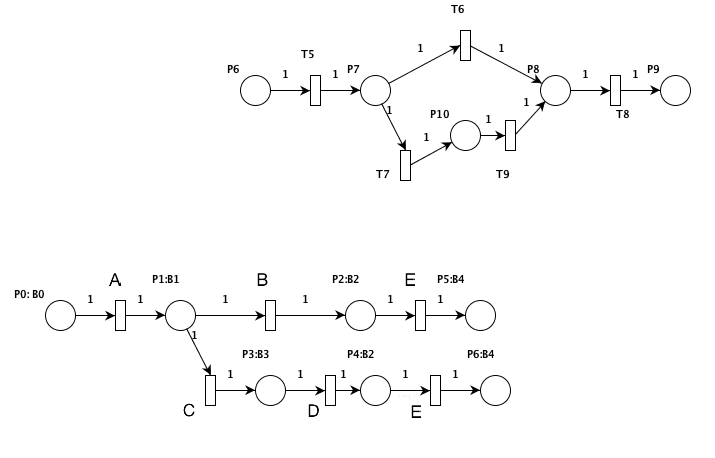 T6
1 1
T5 P7 P8 P9
P6 1 1 1 1
1 P10 1 T8
1 1
T7 T9
A P1:B1 B P2:B2 E P5:B4
P0: B0 1 1 1 1 1 1
1 P3:B3 P4:B2 P6:B4
1 1 1 1 1
C D E